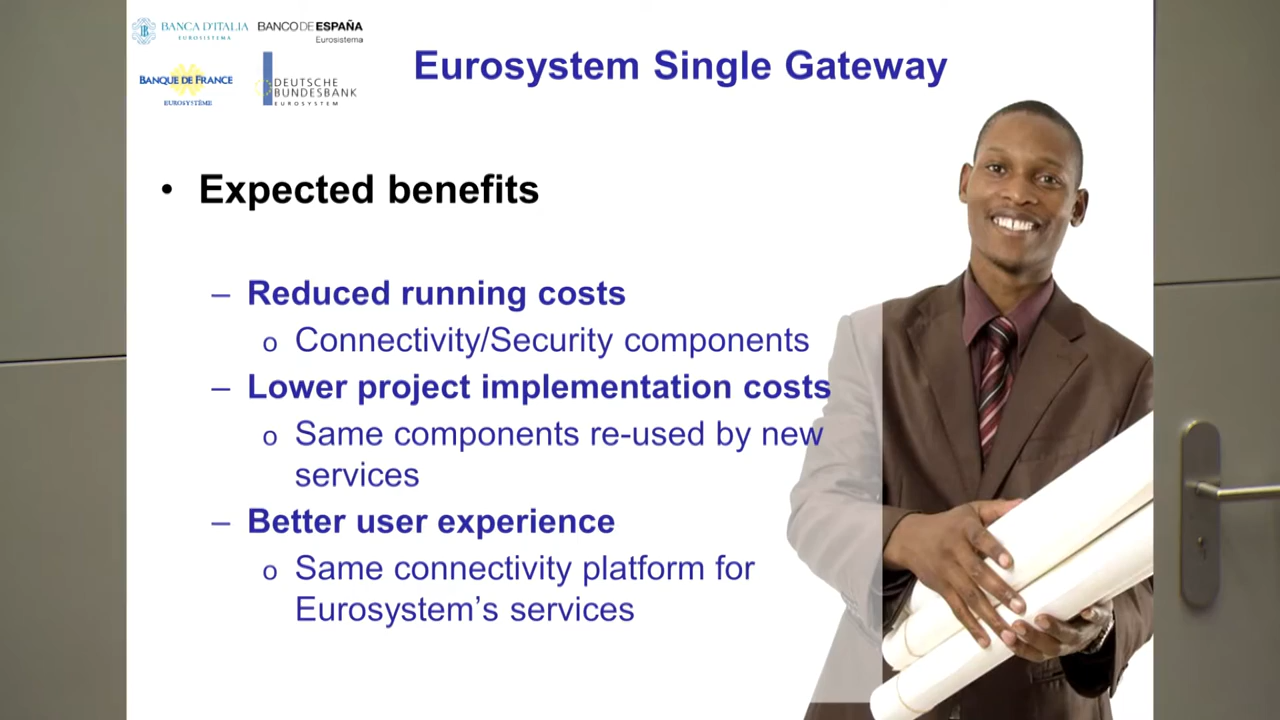 BANCA D'ITALIA
EUROSISTEMA
BANCO DE ESPAÑA
Eurosistema
BANQUE DE FRANCE
EUROSYSTÈME
DEUTSCHE
BUNDESBANK
EUROSYSTEM
Eurosystem Single Gateway
• Expected benefits
– Reduced running costs
o Connectivity/Security components
– Lower project implementation costs
o Same components re-used by new
services
– Better user experience
o Same connectivity platform for
Eurosystem's services